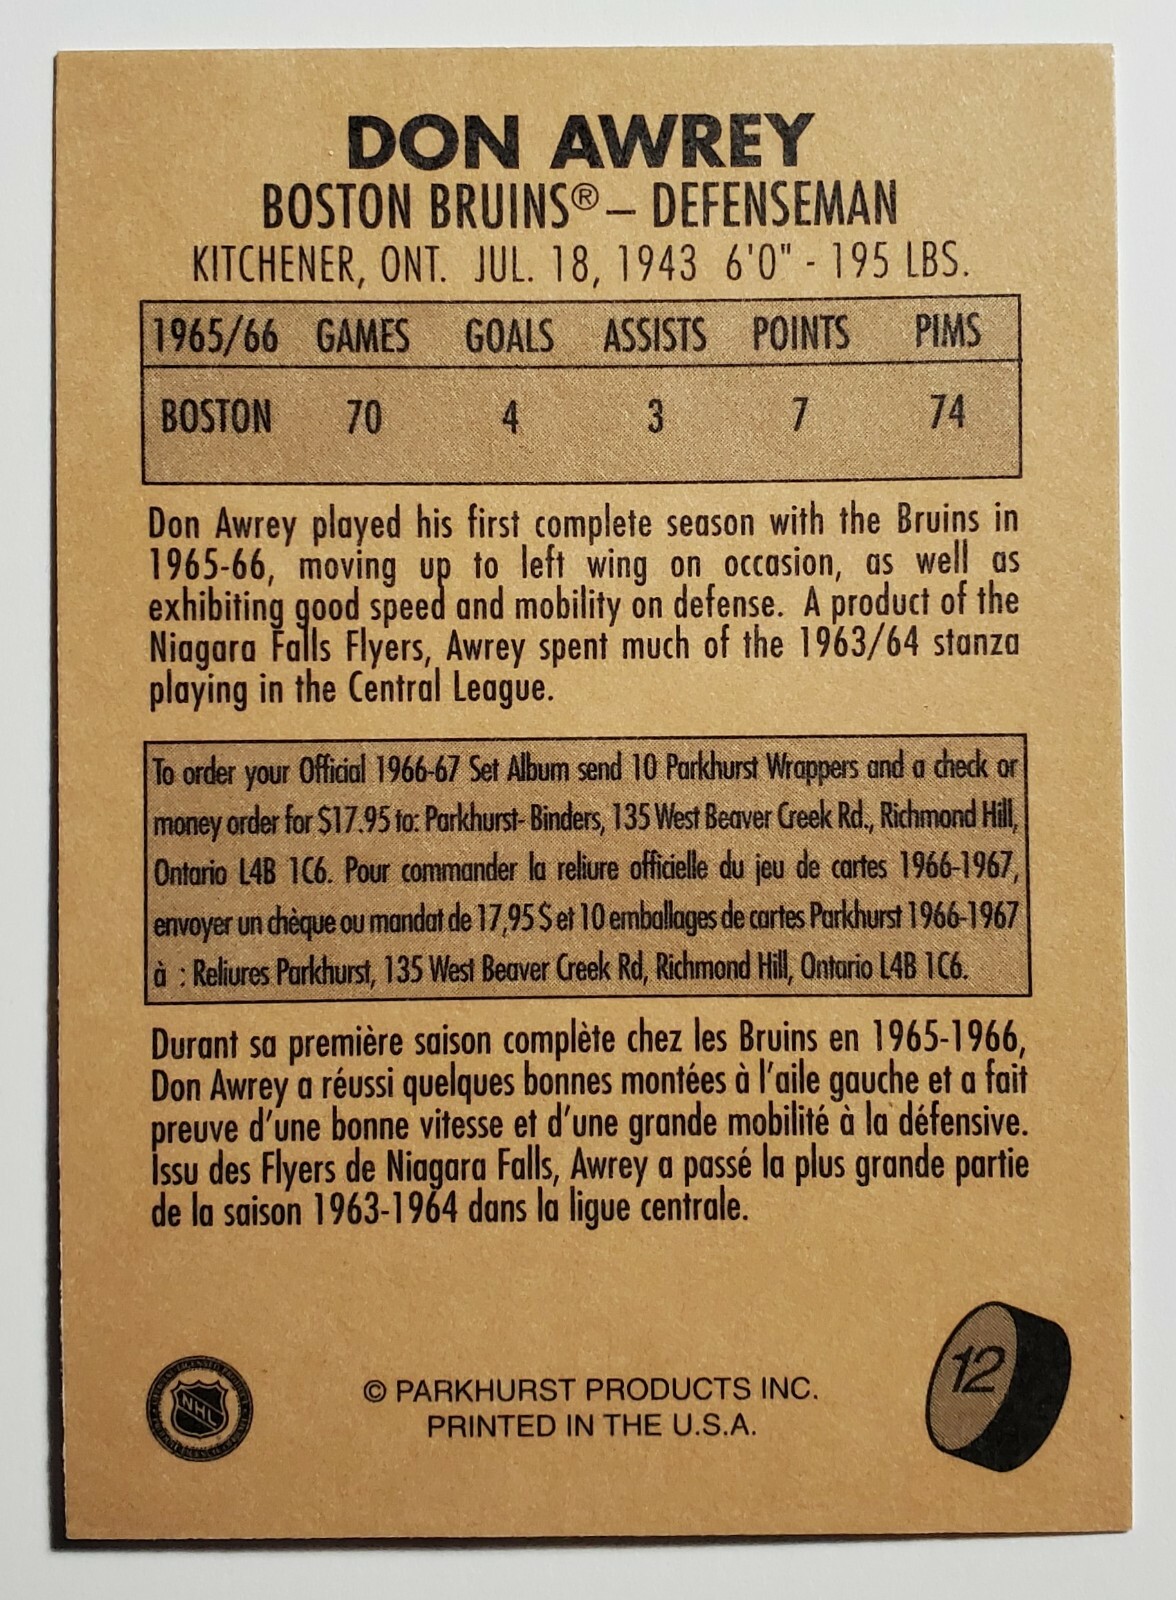 DON AWREY
BOSTON BRUINS® – DEFENSEMAN
KITCHENER, ONT. JUL. 18, 1943 6'0" - 195 LBS.
1965/66 GAMES GOALS ASSISTS POINTS PIMS
BOSTON 70 4 3 7 74
Don Awrey played his first complete season with the Bruins in
1965-66, moving up to left wing on occasion, as well as
exhibiting good speed and mobility on defense. A product of the
Niagara Falls Flyers, Awrey spent much of the 1963/64 stanza
playing in the Central League.
To order your Official 1966-67 Set Album send 10 Parkhurst Wrappers and a check or
money order for $17.95 to: Parkhurst- Binders, 135 West Beaver Creek Rd., Richmond Hill,
Ontario L4B 1C6. Pour commander la reliure officielle du jeu de cartes 1966-1967,
envoyer un chèque ou mandat de 17,95 $ et 10 emballages de cartes Parkhurst 1966-1967
à : Reliures Parkhurst, 135 West Beaver Creek Rd, Richmond Hill, Ontario L4B 1C6.
Durant sa première saison complète chez les Bruins en 1965-1966,
Don Awrey a réussi quelques bonnes montées à l'aile gauche et a fait
preuve d'une bonne vitesse et d'une grande mobilité à la défensive.
Issu des Flyers de Niagara Falls, Awrey a passé la plus grande partie
de la saison 1963-1964 dans la ligue centrale.
NHL
© PARKHURST PRODUCTS INC.
PRINTED IN THE U.S.A.
12